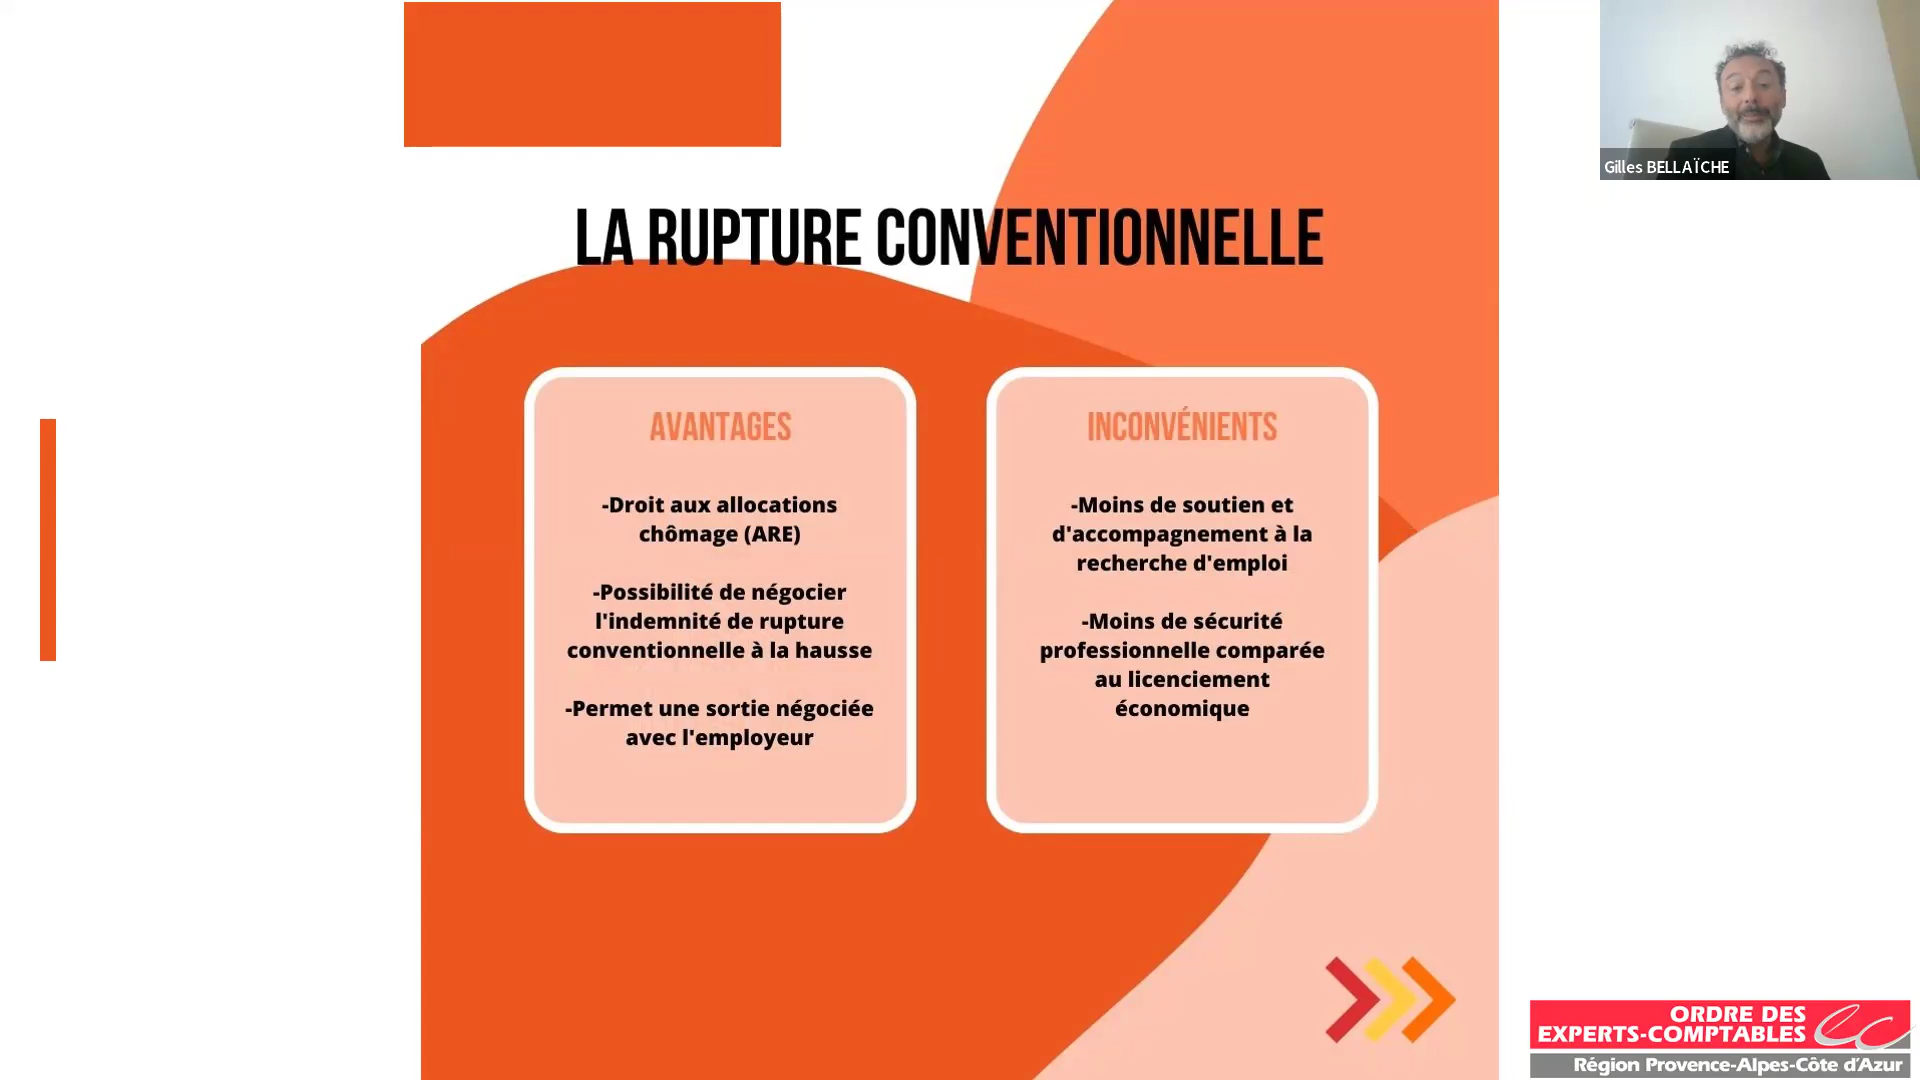 Gilles BELLAÏCHE
LA RUPTURE CONVENTIONNELLE
AVANTAGES
-Droit aux allocations
chômage (ARE)
-Possibilité de négocier
l'indemnité de rupture
conventionnelle à la hausse
-Permet une sortie négociée
avec l'employeur
INCONVÉNIENTS
-Moins de soutien et
d'accompagnement à la
recherche d'emploi
-Moins de sécurité
professionnelle comparée
au licenciement
économique
ORDRE DES
EXPERTS-COMPTABLES
Région Provence-Alpes-Côte d'Azur